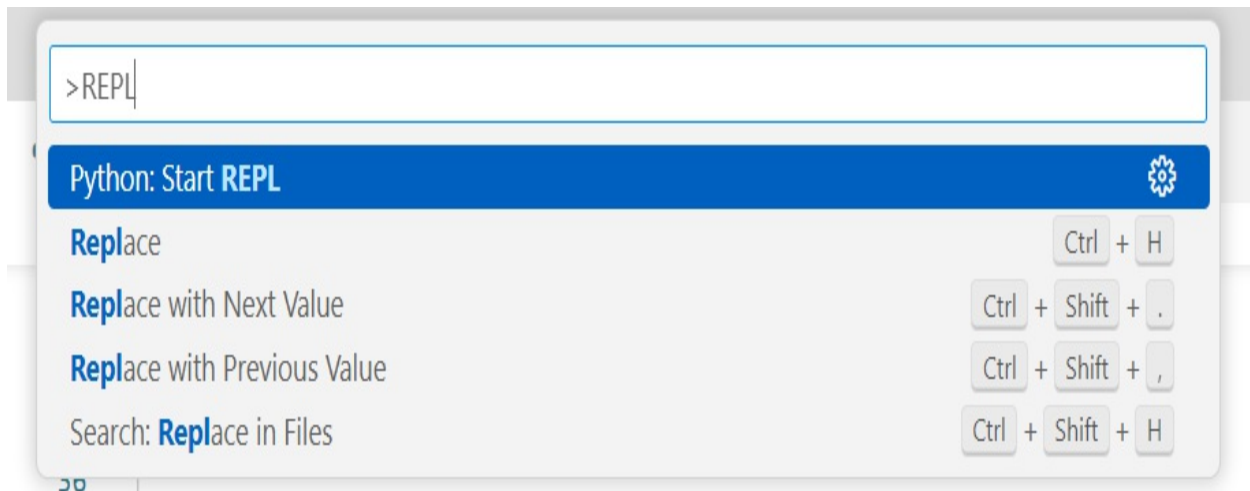 >REPL
Python: Start REPL
Replace Ctrl + H
Replace with Next Value Ctrl + Shift + .
Replace with Previous Value Ctrl + Shift + ,
Search: Replace in Files Ctrl + Shift + H
36